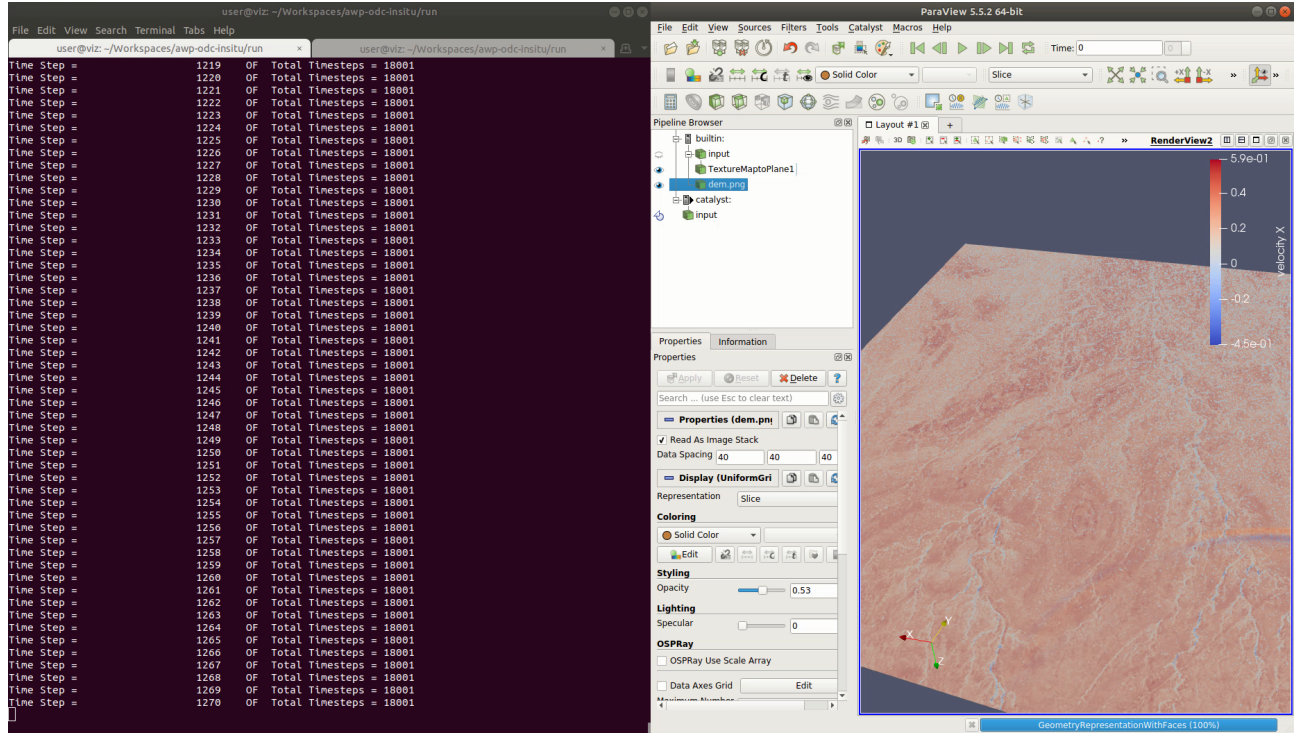 user@viz: ~/Workspaces/awp-odc-insitu/run
File Edit View Search Terminal Tabs Help
user@viz: ~/Workspaces/awp-odc-insitu/run × user@viz: ~/Workspaces/awp-odc-insitu/run ×
Time Step = 1219 OF Total Timesteps = 18001
Time Step = 1220 OF Total Timesteps = 18001
Time Step = 1221 OF Total Timesteps = 18001
Time Step = 1222 OF Total Timesteps = 18001
Time Step = 1223 OF Total Timesteps = 18001
Time Step = 1224 OF Total Timesteps = 18001
Time Step = 1225 OF Total Timesteps = 18001
Time Step = 1226 OF Total Timesteps = 18001
Time Step = 1227 OF Total Timesteps = 18001
Time Step = 1228 OF Total Timesteps = 18001
Time Step = 1229 OF Total Timesteps = 18001
Time Step = 1230 OF Total Timesteps = 18001
Time Step = 1231 OF Total Timesteps = 18001
Time Step = 1232 OF Total Timesteps = 18001
Time Step = 1233 OF Total Timesteps = 18001
Time Step = 1234 OF Total Timesteps = 18001
Time Step = 1235 OF Total Timesteps = 18001
Time Step = 1236 OF Total Timesteps = 18001
Time Step = 1237 OF Total Timesteps = 18001
Time Step = 1238 OF Total Timesteps = 18001
Time Step = 1239 OF Total Timesteps = 18001
Time Step = 1240 OF Total Timesteps = 18001
Time Step = 1241 OF Total Timesteps = 18001
Time Step = 1242 OF Total Timesteps = 18001
Time Step = 1243 OF Total Timesteps = 18001
Time Step = 1244 OF Total Timesteps = 18001
Time Step = 1245 OF Total Timesteps = 18001
Time Step = 1246 OF Total Timesteps = 18001
Time Step = 1247 OF Total Timesteps = 18001
Time Step = 1248 OF Total Timesteps = 18001
Time Step = 1249 OF Total Timesteps = 18001
Time Step = 1250 OF Total Timesteps = 18001
Time Step = 1251 OF Total Timesteps = 18001
Time Step = 1252 OF Total Timesteps = 18001
Time Step = 1253 OF Total Timesteps = 18001
Time Step = 1254 OF Total Timesteps = 18001
Time Step = 1255 OF Total Timesteps = 18001
Time Step = 1256 OF Total Timesteps = 18001
Time Step = 1257 OF Total Timesteps = 18001
Time Step = 1258 OF Total Timesteps = 18001
Time Step = 1259 OF Total Timesteps = 18001
Time Step = 1260 OF Total Timesteps = 18001
Time Step = 1261 OF Total Timesteps = 18001
Time Step = 1262 OF Total Timesteps = 18001
Time Step = 1263 OF Total Timesteps = 18001
Time Step = 1264 OF Total Timesteps = 18001
Time Step = 1265 OF Total Timesteps = 18001
Time Step = 1266 OF Total Timesteps = 18001
Time Step = 1267 OF Total Timesteps = 18001
Time Step = 1268 OF Total Timesteps = 18001
Time Step = 1269 OF Total Timesteps = 18001
Time Step = 1270 OF Total Timesteps = 18001
ParaView 5.5.2 64-bit
File Edit View Sources Filters Tools Catalyst Macros Help
Time: 0 0
Solid Color Slice
Pipeline Browser
builtin:
input
TextureMaptoPlane1
dem.png
catalyst:
input
Properties Information
Properties
Apply Reset Delete ?
Search ... (use Esc to clear text)
Properties (dem.png
Read As Image Stack
Data Spacing 40 40 40
Display (UniformGri
Representation Slice
Coloring
Solid Color
Edit
Styling
Opacity 0.53
Lighting
Specular 0
OSPRay
OSPRay Use Scale Array
Data Axes Grid Edit
Maximum Number
Layout #1 +
3D RenderView2
5.9e-01
0.4
0.2
0
-0.2
-4.5e-01
velocity X
X
Y
Z
GeometryRepresentationWithFaces (100%)